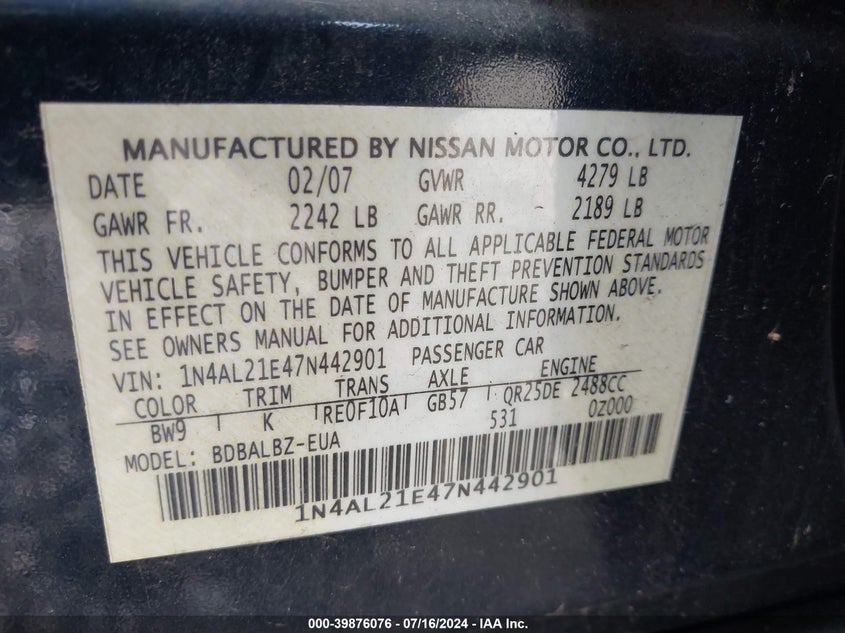 MANUFACTURED BY NISSAN MOTOR CO., LTD.
DATE 02/07 GVWR 4279 LB
GAWR FR. 2242 LB GAWR RR. 2189 LB
THIS VEHICLE CONFORMS TO ALL APPLICABLE FEDERAL MOTOR
VEHICLE SAFETY, BUMPER AND THEFT PREVENTION STANDARDS
IN EFFECT ON THE DATE OF MANUFACTURE SHOWN ABOVE.
SEE OWNERS MANUAL FOR ADDITIONAL INFORMATION.
VIN: 1N4AL21E47N442901 PASSENGER CAR
COLOR TRIM TRANS AXLE ENGINE
BW9 K RE0F10A GB57 QR25DE 2488CC
531 0Z000
MODEL: BDBALBZ-EUA
1N4AL21E47N442901
000-39876076 - 07/16/2024 - IAA Inc.